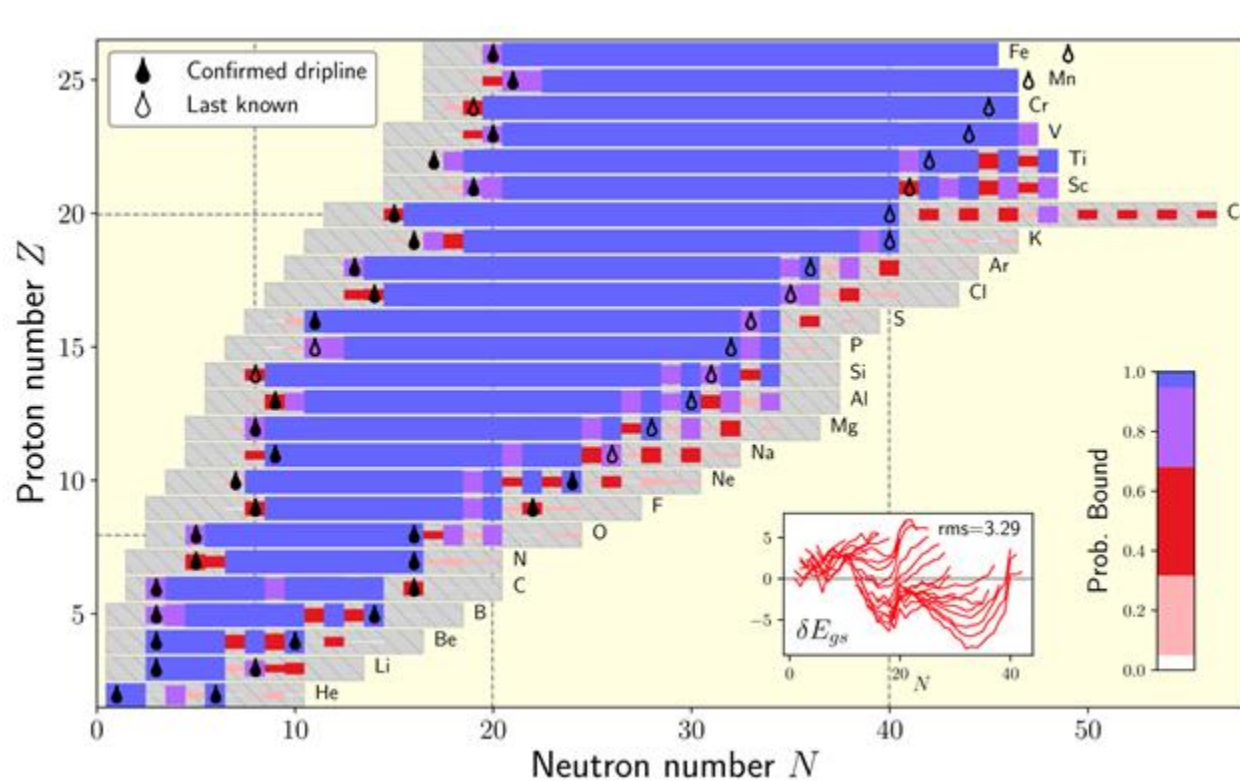 Confirmed dripline
Last known
Fe
Mn
Cr
V
Ti
Sc
C
K
Ar
Cl
S
P
Si
Al
Mg
Na
Ne
F
O
N
C
B
Be
Li
He
25
20
15
10
5
Proton number Z
0
10
20
30
40
50
Neutron number N
rms=3.29
5
0
−5
δE_gs
0
20
40
N
1.0
0.8
0.6
0.4
0.2
0.0
Prob. Bound